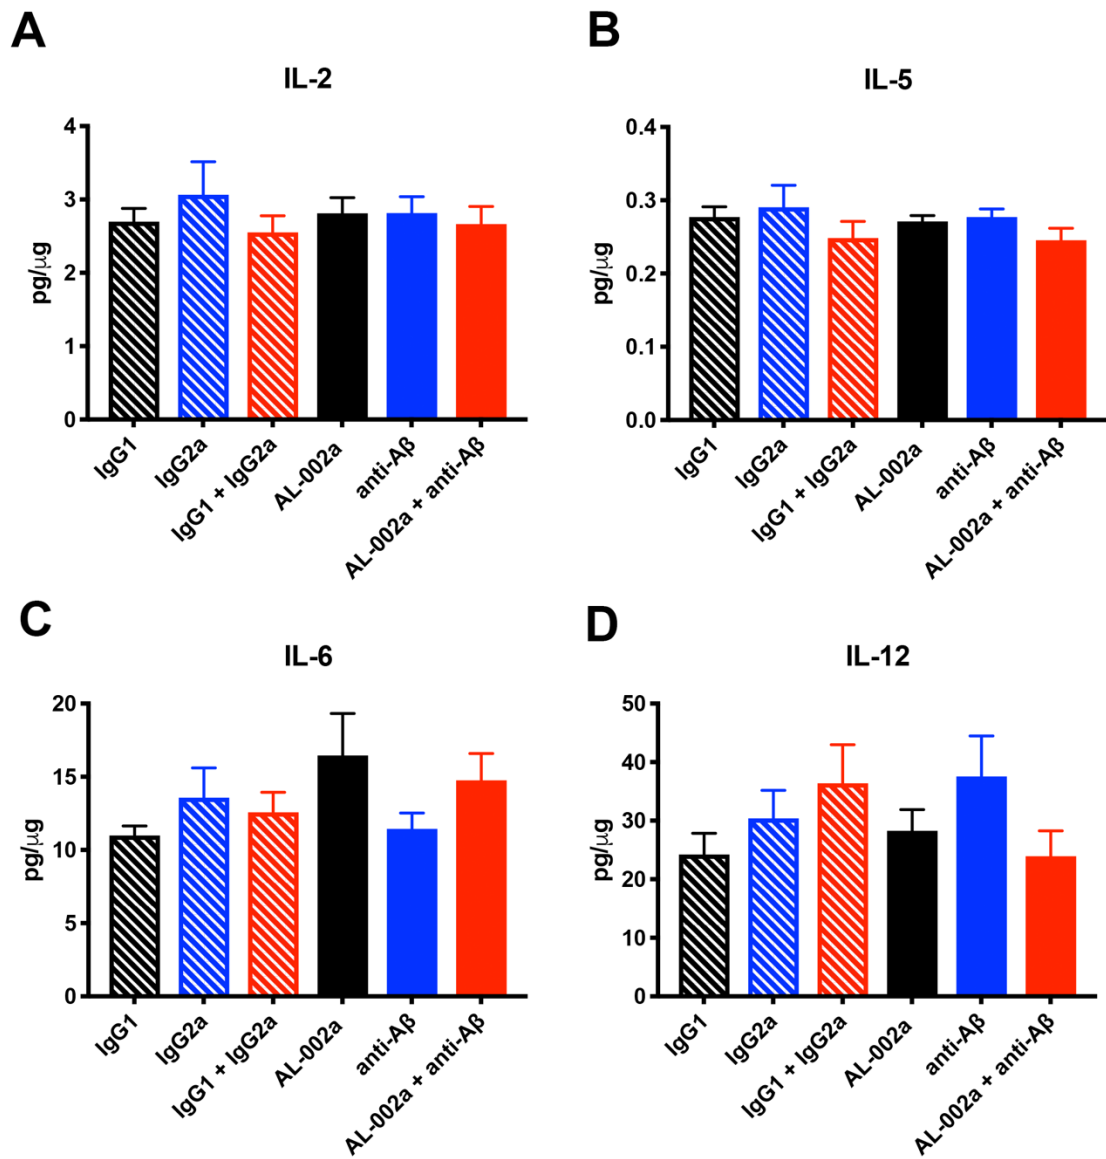 A
IL-2
pg/µg
4
3
2
1
0
IgG1
IgG2a
IgG1 + IgG2a
AL-002a
anti-Aβ
AL-002a + anti-Aβ
B
IL-5
pg/µg
0.4
0.3
0.2
0.1
0.0
IgG1
IgG2a
IgG1 + IgG2a
AL-002a
anti-Aβ
AL-002a + anti-Aβ
C
IL-6
pg/µg
20
15
10
5
0
IgG1
IgG2a
IgG1 + IgG2a
AL-002a
anti-Aβ
AL-002a + anti-Aβ
D
IL-12
pg/µg
50
40
30
20
10
0
IgG1
IgG2a
IgG1 + IgG2a
AL-002a
anti-Aβ
AL-002a + anti-Aβ